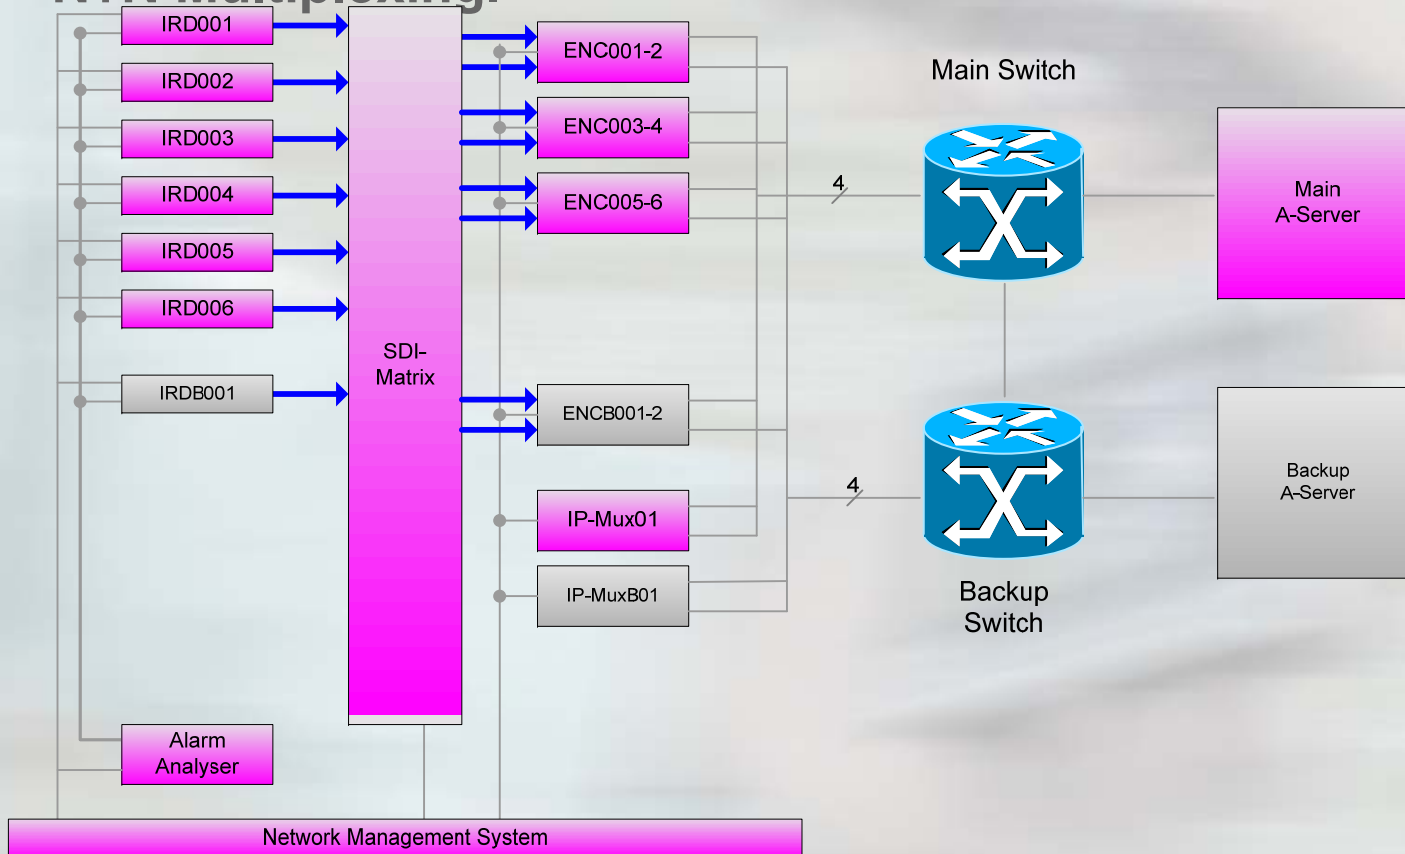 Multiplexing.
IRD001
IRD002
IRD003
IRD004
IRD005
IRD006
IRDB001
Alarm
Analyser
SDI-
Matrix
ENC001-2
ENC003-4
ENC005-6
ENCB001-2
IP-Mux01
IP-MuxB01
4
4
Main Switch
Backup
Switch
Main
A-Server
Backup
A-Server
Network Management System